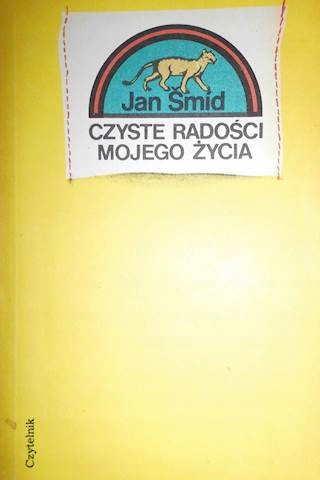 Jan Šmid
CZYSTE RADOŚCI
MOJEGO ŻYCIA
Czytelnik